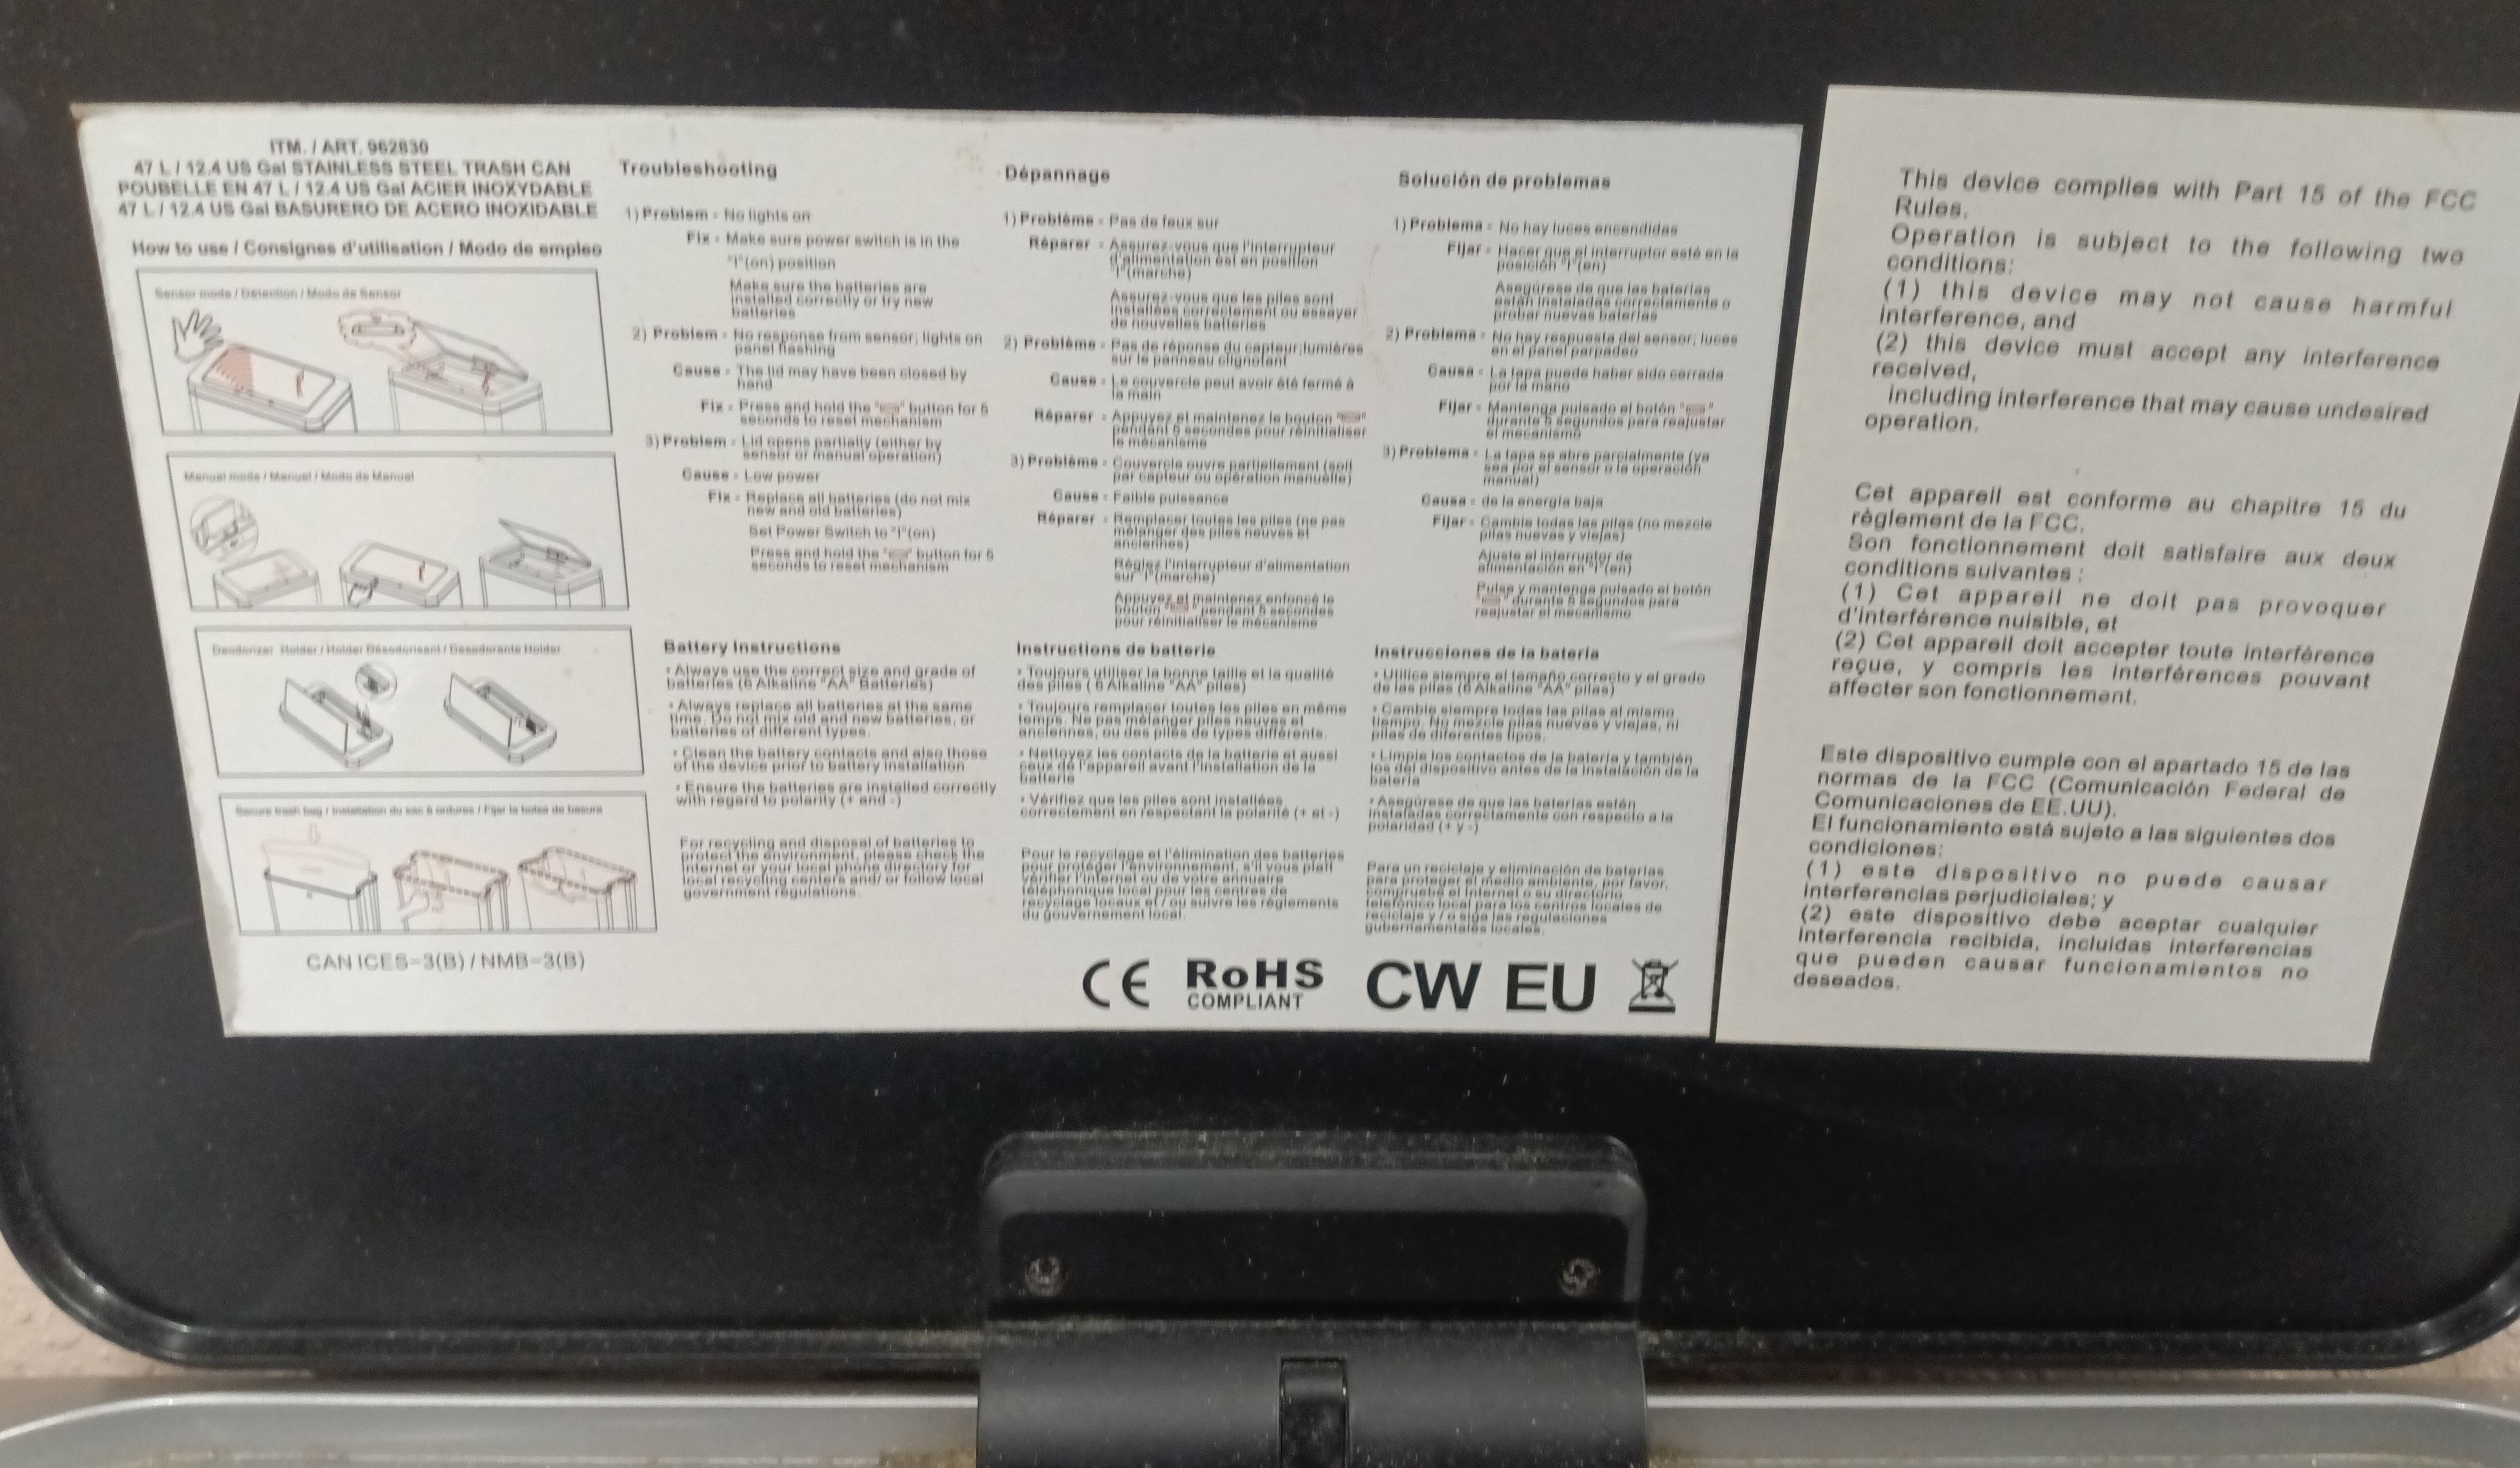 ITM. / ART. 962830
47 L / 12.4 US Gal STAINLESS STEEL TRASH CAN
POUBELLE EN 47 L / 12.4 US Gal ACIER INOXYDABLE
47 L / 12.4 US Gal BASURERO DE ACERO INOXIDABLE
How to use / Consignes d'utilisation / Modo de empleo
Sensor mode / Détection / Modo de Sensor
Manual mode / Manual / Modo de Manual
Deodorizer Holder / Holder Désodorisant / Desodorante Holder
Secure trash bag / Installation du sac à ordures / Fijar la bolsa de basura
CAN ICES-3(B) / NMB-3(B)
Troubleshooting
1) Problem - No lights on
Fix - Make sure power switch is in the
"I"(on) position
Make sure the batteries are
installed correctly or try new
batteries
2) Problem - No response from sensor; lights on
panel flashing
Cause - The lid may have been closed by
hand
Fix - Press and hold the " " button for 5
seconds to reset mechanism
3) Problem - Lid opens partially (either by
sensor or manual operation)
Cause - Low power
Fix - Replace all batteries (do not mix
new and old batteries)
Set Power Switch to "I"(on)
Press and hold the " " button for 5
seconds to reset mechanism
Battery Instructions
• Always use the correct size and grade of
batteries (6 Alkaline "AA" Batteries)
• Always replace all batteries at the same
time. Do not mix old and new batteries, or
batteries of different types.
• Clean the battery contacts and also those
of the device prior to battery installation
• Ensure the batteries are installed correctly
with regard to polarity (+ and -)
For recycling and disposal of batteries to
protect the environment, please check the
internet or your local phone directory for
local recycling centers and/ or follow local
government regulations.
Dépannage
1) Problème - Pas de feux sur
Réparer - Assurez-vous que l'interrupteur
d'alimentation est en position
"I"(marche)
Assurez-vous que les piles sont
installées correctement ou essayer
de nouvelles batteries
2) Problème - Pas de réponse du capteur;lumières
sur le panneau clignotant
Cause - Le couvercle peut avoir été fermé à
la main
Réparer - Appuyez et maintenez le bouton " "
pendant 5 secondes pour réinitialiser
le mécanisme
3) Problème - Couvercle ouvre partiellement (soit
par capteur ou opération manuelle)
Cause - Faible puissance
Réparer - Remplacer toutes les piles (ne pas
mélanger des piles neuves et
anciennes)
Réglez l'interrupteur d'alimentation
sur "I"(marche)
Appuyez et maintenez enfoncé le
bouton " " pendant 5 secondes
pour réinitialiser le mécanisme
Instructions de batterie
• Toujours utiliser la bonne taille et la qualité
des piles ( 6 Alkaline "AA" piles)
• Toujours remplacer toutes les piles en même
temps. Ne pas mélanger piles neuves et
anciennes, ou des piles de types différents.
• Nettoyez les contacts de la batterie et aussi
ceux de l'appareil avant l'installation de la
batterie
• Vérifiez que les piles sont installées
correctement en respectant la polarité (+ et -)
Pour le recyclage et l'élimination des batteries
pour protéger l'environnement, s'il vous plaît
vérifier l'internet ou de votre annuaire
téléphonique local pour les centres de
recyclage locaux et / ou suivre les règlements
du gouvernement local.
Solución de problemas
1) Problema - No hay luces encendidas
Fijar - Hacer que el interruptor esté en la
posición "I"(en)
Asegúrese de que las baterías
están instaladas correctamente o
probar nuevas baterías
2) Problema - No hay respuesta del sensor; luces
en el panel parpadeo
Causa - La tapa puede haber sido cerrada
por la mano
Fijar - Mantenga pulsado el botón " "
durante 5 segundos para reajustar
el mecanismo
3) Problema - La tapa se abre parcialmente (ya
sea por el sensor o la operación
manual)
Causa - de la energía baja
Fijar - Cambie todas las pilas (no mezcle
pilas nuevas y viejas)
Ajuste el interruptor de
alimentación en "I"(en)
Pulse y mantenga pulsado el botón
" " durante 5 segundos para
reajustar el mecanismo
Instrucciones de la batería
• Utilice siempre el tamaño correcto y el grado
de las pilas (6 Alkaline "AA" pilas)
• Cambie siempre todas las pilas al mismo
tiempo. No mezcle pilas nuevas y viejas, ni
pilas de diferentes tipos.
• Limpie los contactos de la batería y también
los del dispositivo antes de la instalación de la
batería
• Asegúrese de que las baterías estén
instaladas correctamente con respecto a la
polaridad (+ y -)
Para un reciclaje y eliminación de baterías
para proteger el medio ambiente, por favor,
compruebe el internet o su directorio
telefónico local para los centros locales de
reciclaje y / o siga las regulaciones
gubernamentales locales.
CE RoHS COMPLIANT CW EU
This device complies with Part 15 of the FCC
Rules.
Operation is subject to the following two
conditions:
(1) this device may not cause harmful
interference, and
(2) this device must accept any interference
received,
including interference that may cause undesired
operation.
Cet appareil est conforme au chapitre 15 du
règlement de la FCC.
Son fonctionnement doit satisfaire aux deux
conditions suivantes :
(1) Cet appareil ne doit pas provoquer
d'interférence nuisible, et
(2) Cet appareil doit accepter toute interférence
reçue, y compris les interférences pouvant
affecter son fonctionnement.
Este dispositivo cumple con el apartado 15 de las
normas de la FCC (Comunicación Federal de
Comunicaciones de EE.UU).
El funcionamiento está sujeto a las siguientes dos
condiciones:
(1) este dispositivo no puede causar
interferencias perjudiciales; y
(2) este dispositivo debe aceptar cualquier
interferencia recibida, incluidas interferencias
que pueden causar funcionamientos no
deseados.